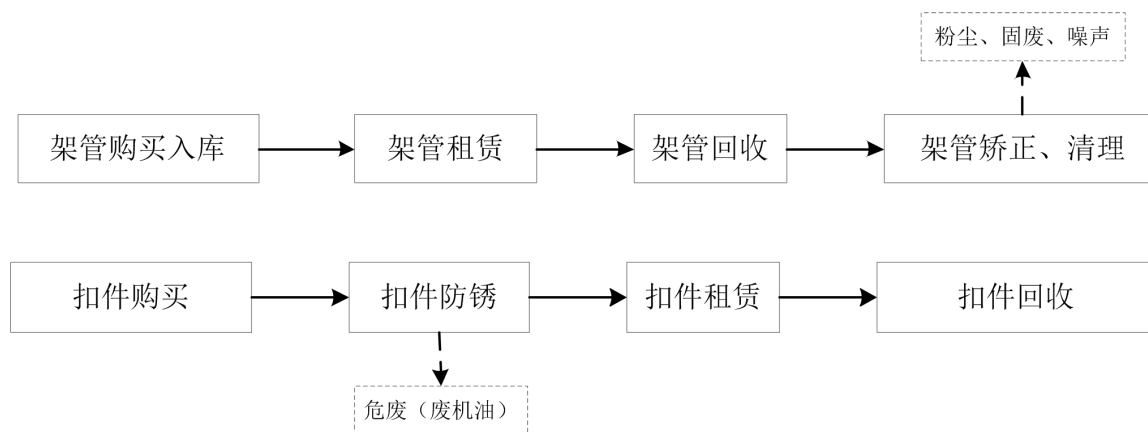 粉尘、固废、噪声
架管购买入库
架管租赁
架管回收
架管矫正、清理
扣件购买
扣件防锈
扣件租赁
扣件回收
危废（废机油）